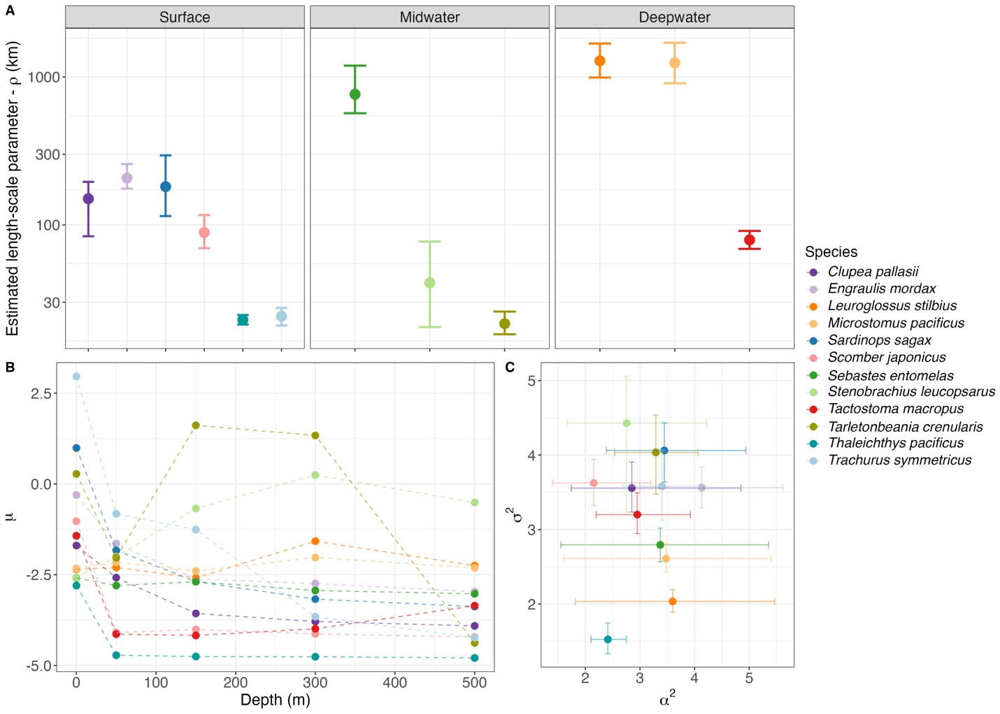 A
Surface
Midwater
Deepwater
Estimated length-scale parameter - ρ (km)
1000
300
100
30
Species
Clupea pallasii
Engraulis mordax
Leuroglossus stilbius
Microstomus pacificus
Sardinops sagax
Scomber japonicus
Sebastes entomelas
Stenobrachius leucopsarus
Tactostoma macropus
Tarletonbeania crenularis
Thaleichthys pacificus
Trachurus symmetricus
B
μ
2.5
0.0
-2.5
-5.0
0 100 200 300 400 500
Depth (m)
C
σ²
5
4
3
2
2 3 4 5
α²